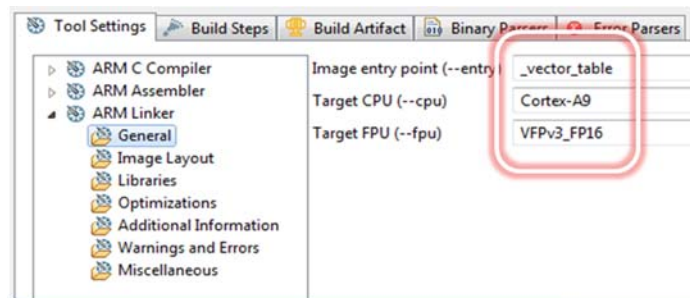 Tool Settings Build Steps Build Artifact Binary Parsers Error Parsers
ARM C Compiler
ARM Assembler
ARM Linker
General
Image Layout
Libraries
Optimizations
Additional Information
Warnings and Errors
Miscellaneous
Image entry point (--entry) _vector_table
Target CPU (--cpu) Cortex-A9
Target FPU (--fpu) VFPv3_FP16